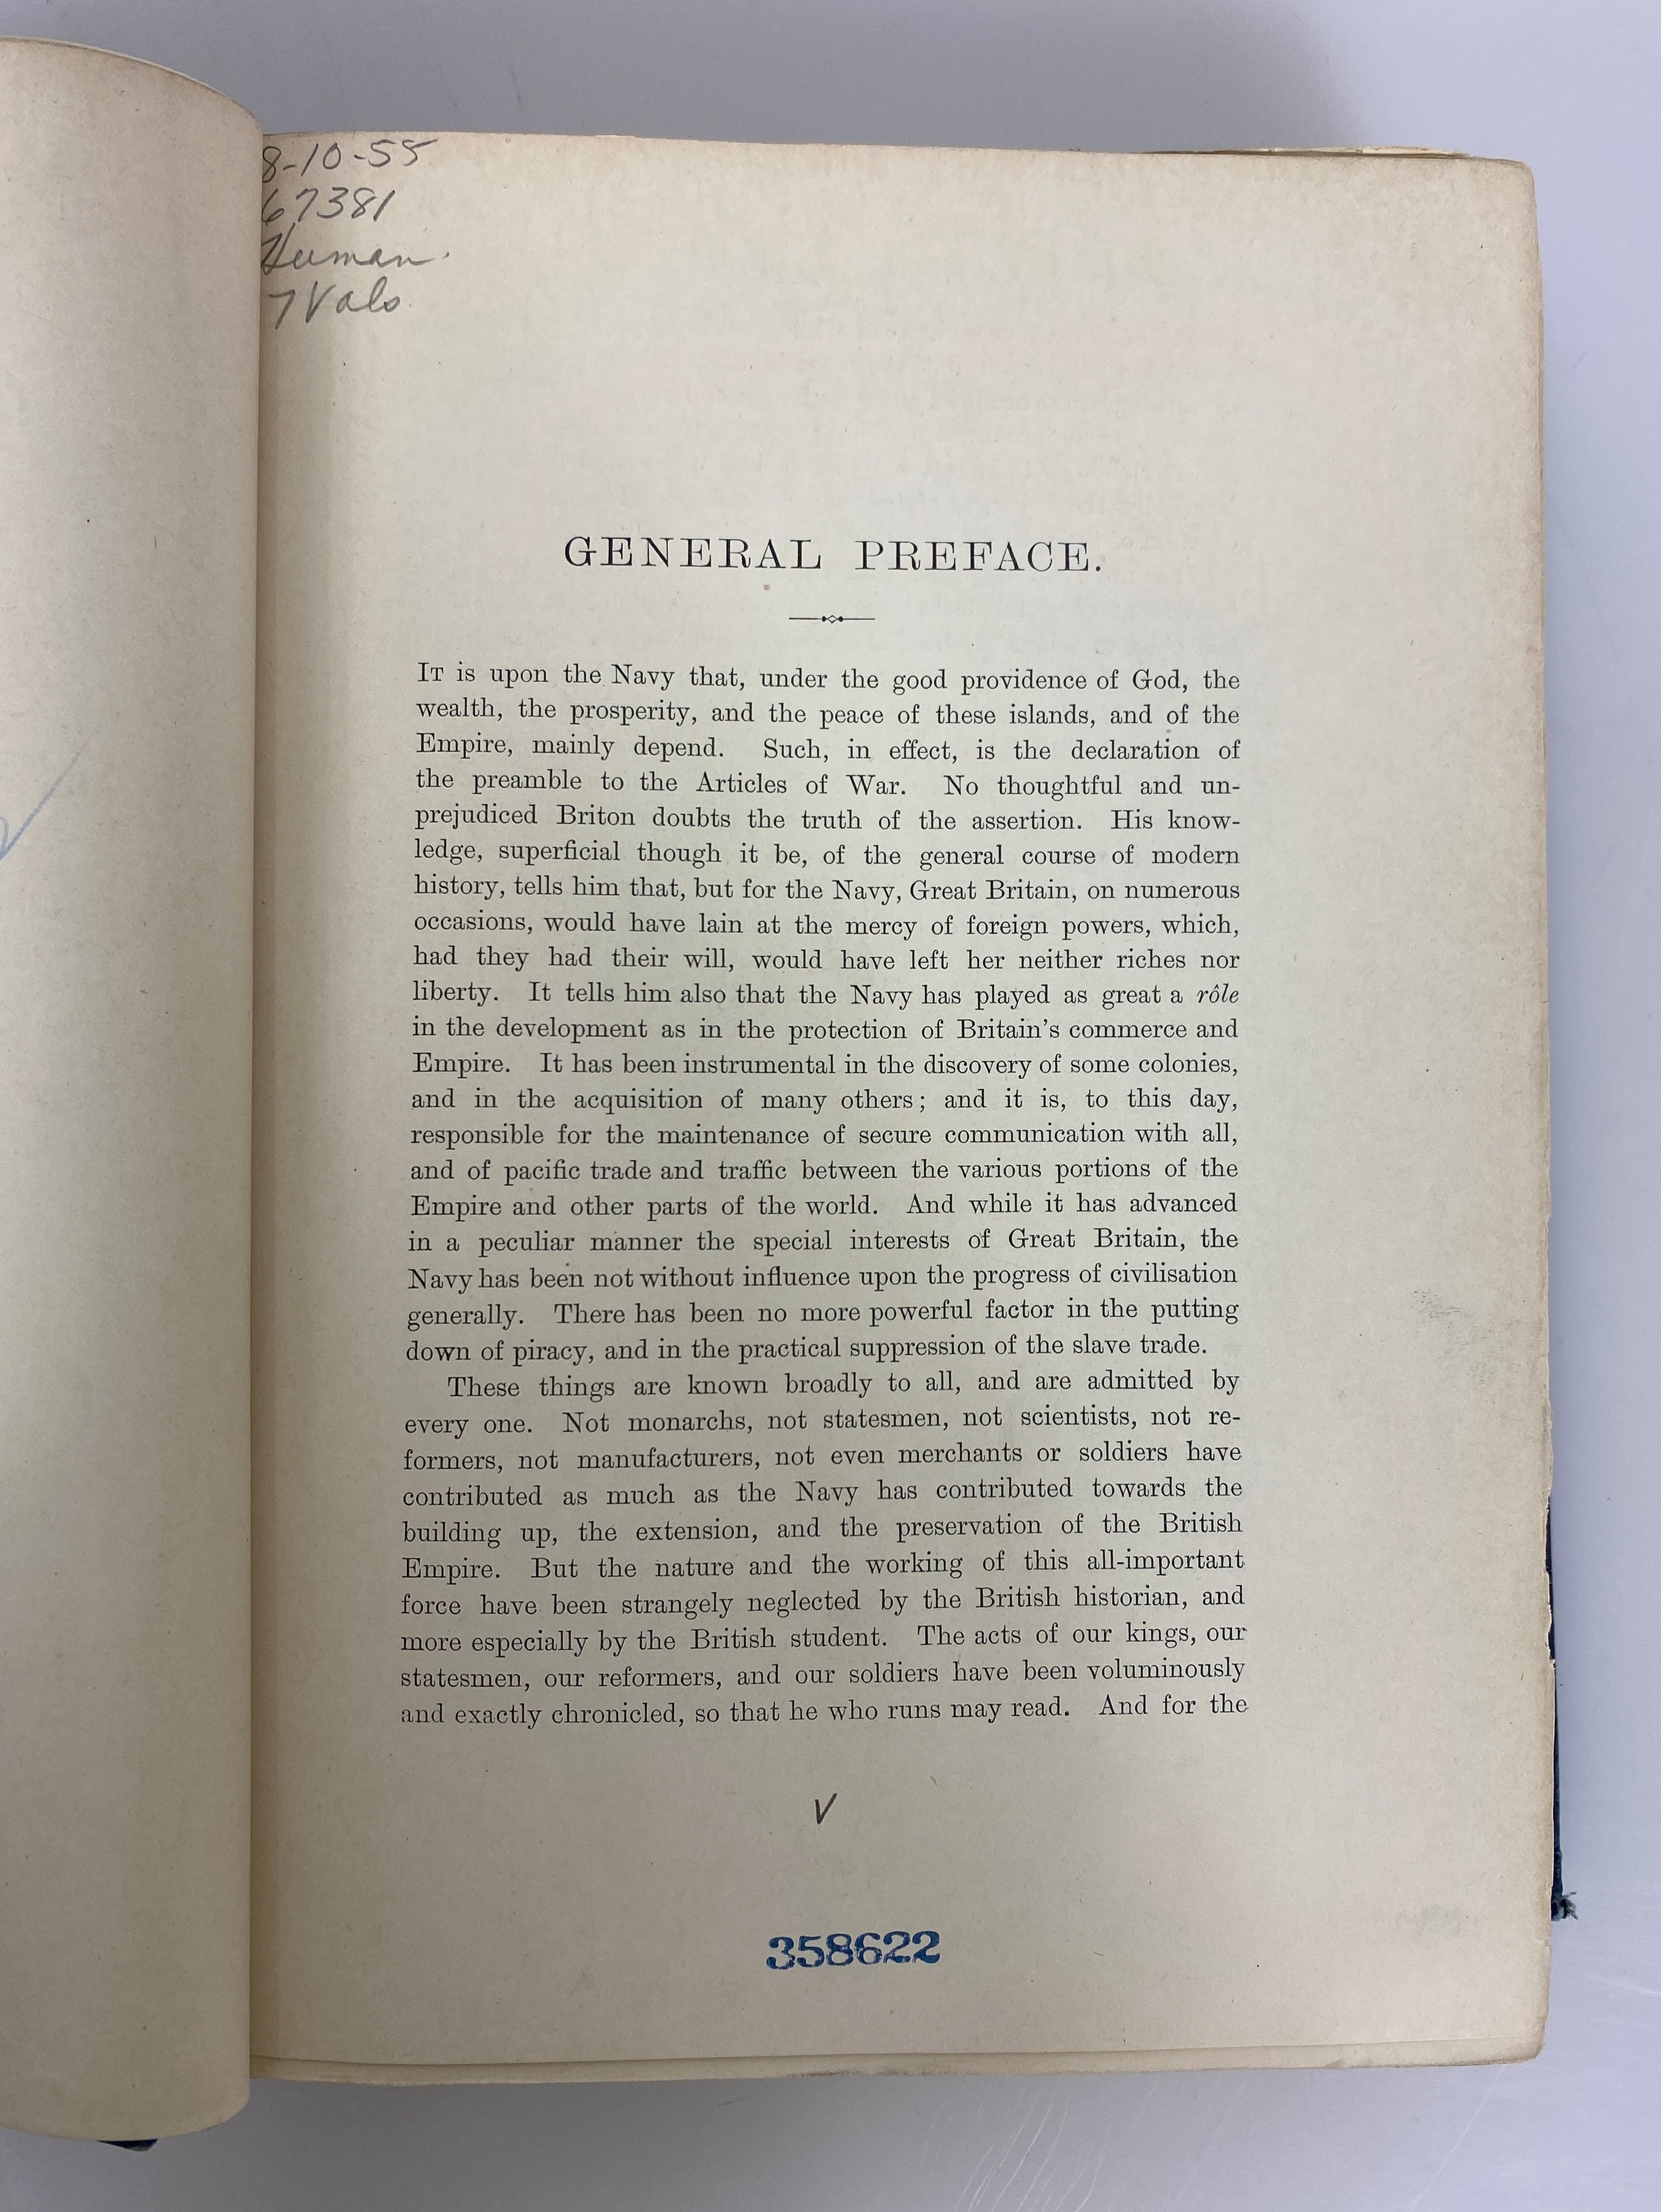 8-10-55
67381
Human.
7 Vols.
GENERAL PREFACE.
IT is upon the Navy that, under the good providence of God, the
wealth, the prosperity, and the peace of these islands, and of the
Empire, mainly depend. Such, in effect, is the declaration of
the preamble to the Articles of War. No thoughtful and un-
prejudiced Briton doubts the truth of the assertion. His know-
ledge, superficial though it be, of the general course of modern
history, tells him that, but for the Navy, Great Britain, on numerous
occasions, would have lain at the mercy of foreign powers, which,
had they had their will, would have left her neither riches nor
liberty. It tells him also that the Navy has played as great a rôle
in the development as in the protection of Britain's commerce and
Empire. It has been instrumental in the discovery of some colonies,
and in the acquisition of many others; and it is, to this day,
responsible for the maintenance of secure communication with all,
and of pacific trade and traffic between the various portions of the
Empire and other parts of the world. And while it has advanced
in a peculiar manner the special interests of Great Britain, the
Navy has been not without influence upon the progress of civilisation
generally. There has been no more powerful factor in the putting
down of piracy, and in the practical suppression of the slave trade.
These things are known broadly to all, and are admitted by
every one. Not monarchs, not statesmen, not scientists, not re-
formers, not manufacturers, not even merchants or soldiers have
contributed as much as the Navy has contributed towards the
building up, the extension, and the preservation of the British
Empire. But the nature and the working of this all-important
force have been strangely neglected by the British historian, and
more especially by the British student. The acts of our kings, our
statesmen, our reformers, and our soldiers have been voluminously
and exactly chronicled, so that he who runs may read. And for the
V
358622